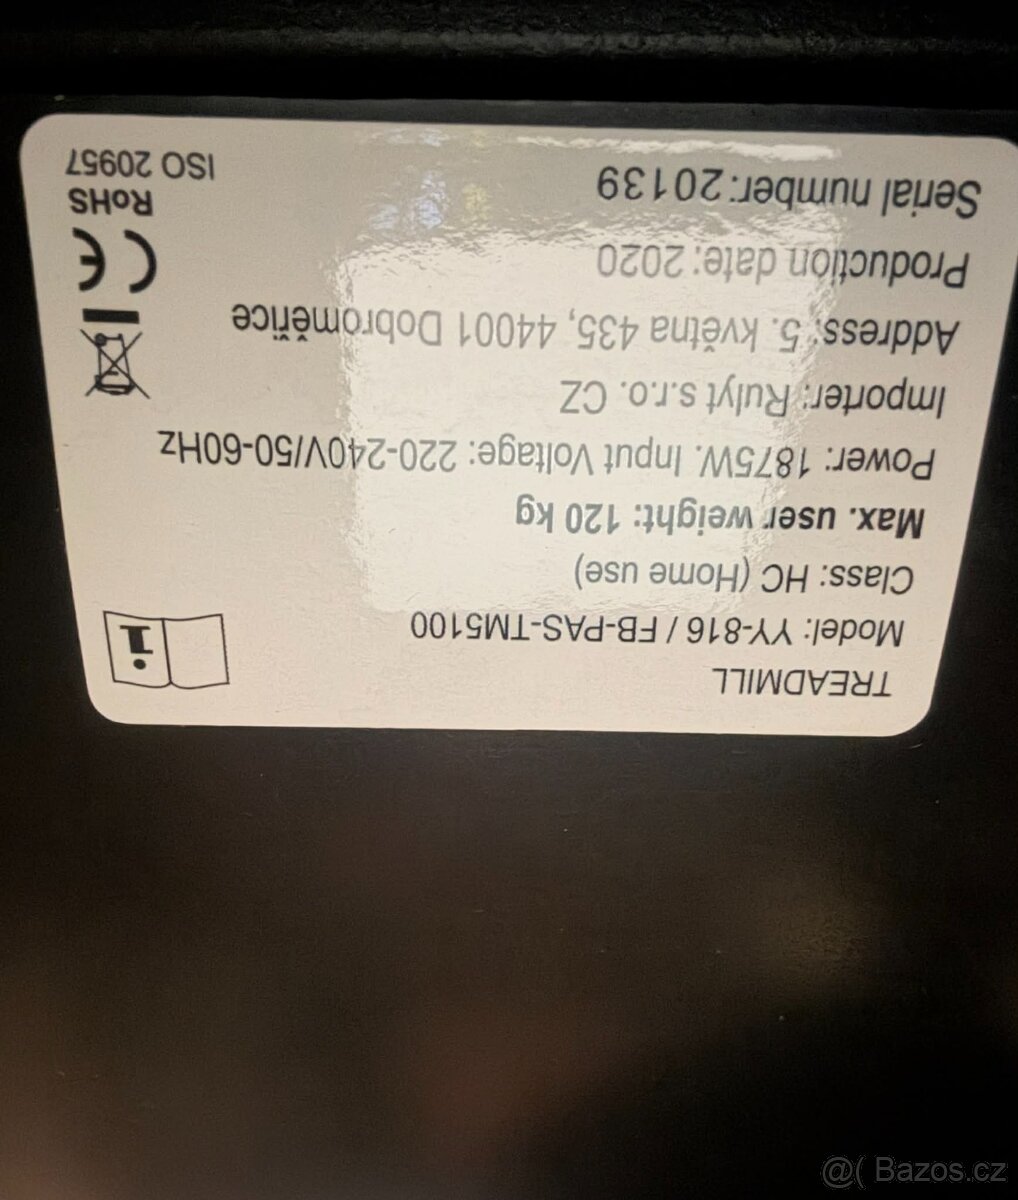 TREADMILL
Model: YY-816 / FB-PAS-TM5100
Class: HC (Home use)
Max. user weight: 120 kg
Power: 1875W. Input Voltage: 220-240V/50-60Hz
Importer: Rulyt s.r.o. CZ
Address: 5. května 435, 44001 Dobroměřice
Production date: 2020
Serial number: 20139
i
CE
RoHS
ISO 20957
@( Bazos.cz